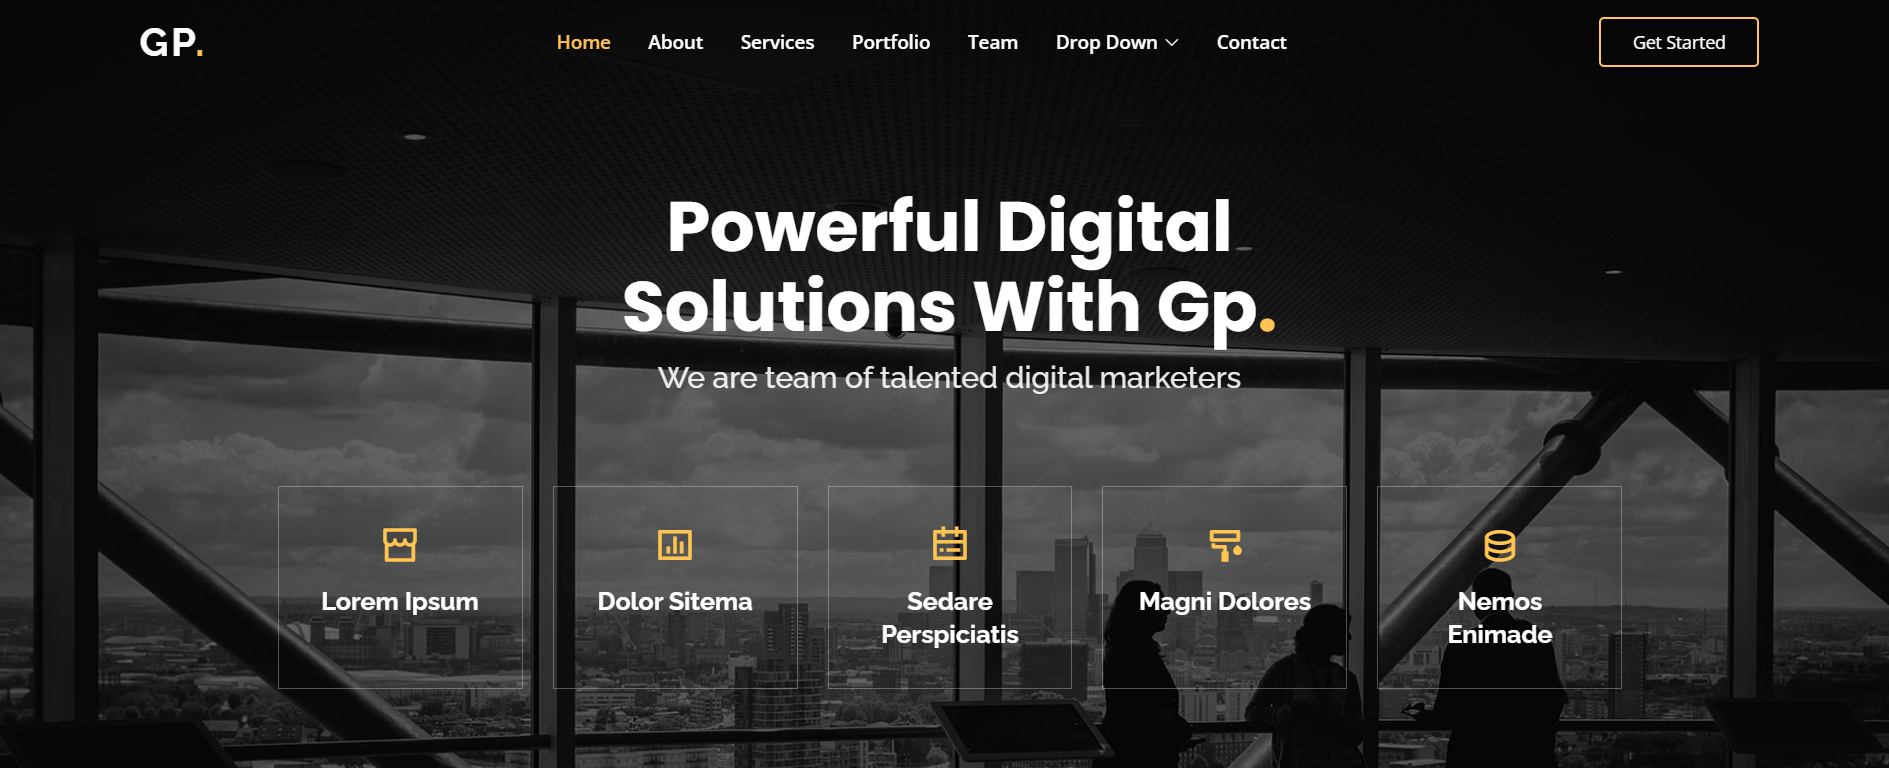 GP.
Home
About
Services
Portfolio
Team
Drop Down
Contact
Get Started
Powerful Digital
Solutions With Gp.
We are team of talented digital marketers
Lorem Ipsum
Dolor Sitema
Sedare
Perspiciatis
Magni Dolores
Nemos
Enimade